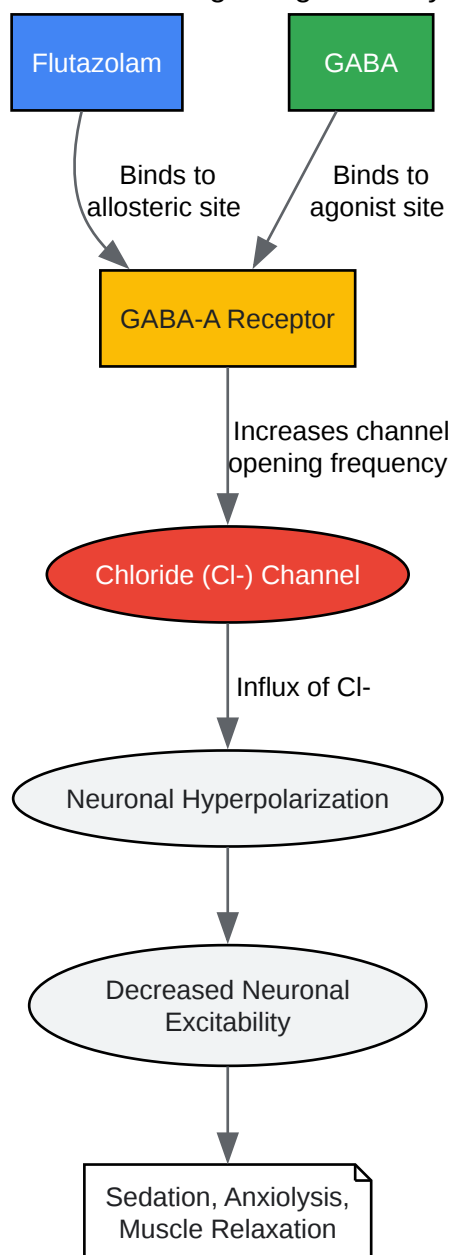 Flutazolam
GABA
Binds to
allosteric site
Binds to
agonist site
GABA-A Receptor
Increases channel
opening frequency
Chloride (Cl-) Channel
Influx of Cl-
Neuronal Hyperpolarization
Decreased Neuronal
Excitability
Sedation, Anxiolysis,
Muscle Relaxation